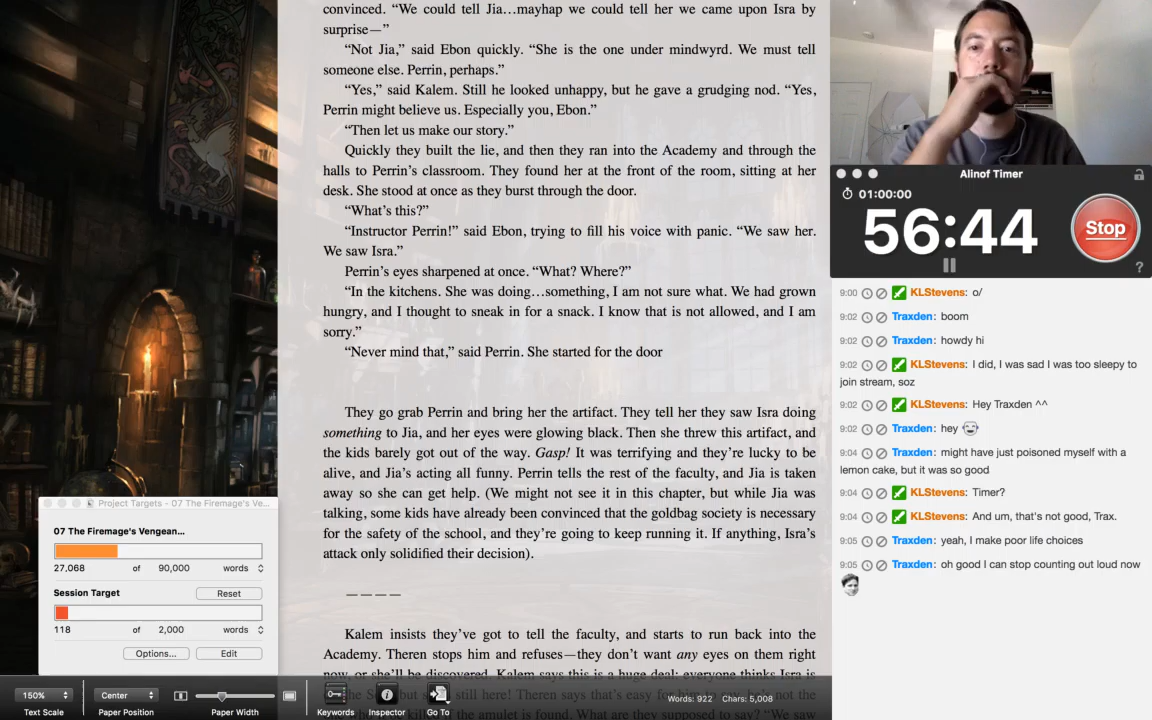 convinced. “We could tell Jia…mayhap we could tell her we came upon Isra by
surprise—”
“Not Jia,” said Ebon quickly. “She is the one under mindwyrd. We must tell
someone else. Perrin, perhaps.”
“Yes,” said Kalem. Still he looked unhappy, but he gave a grudging nod. “Yes,
Perrin might believe us. Especially you, Ebon.”
“Then let us make our story.”
Quickly they built the lie, and then they ran into the Academy and through the
halls to Perrin’s classroom. They found her at the front of the room, sitting at her
desk. She stood at once as they burst through the door.
“What’s this?”
“Instructor Perrin!” said Ebon, trying to fill his voice with panic. “We saw her.
We saw Isra.”
Perrin’s eyes sharpened at once. “What? Where?”
“In the kitchens. She was doing…something, I am not sure what. We had grown
hungry, and I thought to sneak in for a snack. I know that is not allowed, and I am
sorry.”
“Never mind that,” said Perrin. She started for the door
They go grab Perrin and bring her the artifact. They tell her they saw Isra doing
something to Jia, and her eyes were glowing black. Then she threw this artifact, and
the kids barely got out of the way. Gasp! It was terrifying and they’re lucky to be
alive, and Jia’s acting all funny. Perrin tells the rest of the faculty, and Jia is taken
away so she can get help. (We might not see it in this chapter, but while Jia was
talking, some kids have already been convinced that the goldbag society is necessary
for the safety of the school, and they’re going to keep running it. If anything, Isra’s
attack only solidified their decision).
————
Kalem insists they’ve got to tell the faculty, and starts to run back into the
Academy. Theren stops him and refuses—they don’t want any eyes on them right
now, or she’ll be discovered. Kalem says this is a huge deal: everyone thinks Isra is
Project Targets - 07 The Firemage's Ve...
07 The Firemage's Vengean...
27,068 of 90,000 words
Session Target
Reset
118 of 2,000 words
Options...
Edit
150%
Text Scale
Center
Paper Position
Paper Width
Keywords
Inspector
Go To
Words: 922 Chars: 5,008
Alinof Timer
01:00:00
56:44
Stop
?
9:00 KLStevens: o/
9:02 Traxden: boom
9:02 Traxden: howdy hi
9:02 KLStevens: I did, I was sad I was too sleepy to
join stream, soz
9:02 KLStevens: Hey Traxden ^^
9:02 Traxden: hey
9:04 Traxden: might have just poisoned myself with a
lemon cake, but it was so good
9:04 Traxden: Timer?
9:04 KLStevens: And um, that's not good, Trax.
9:05 Traxden: yeah, I make poor life choices
9:05 Traxden: oh good I can stop counting out loud now